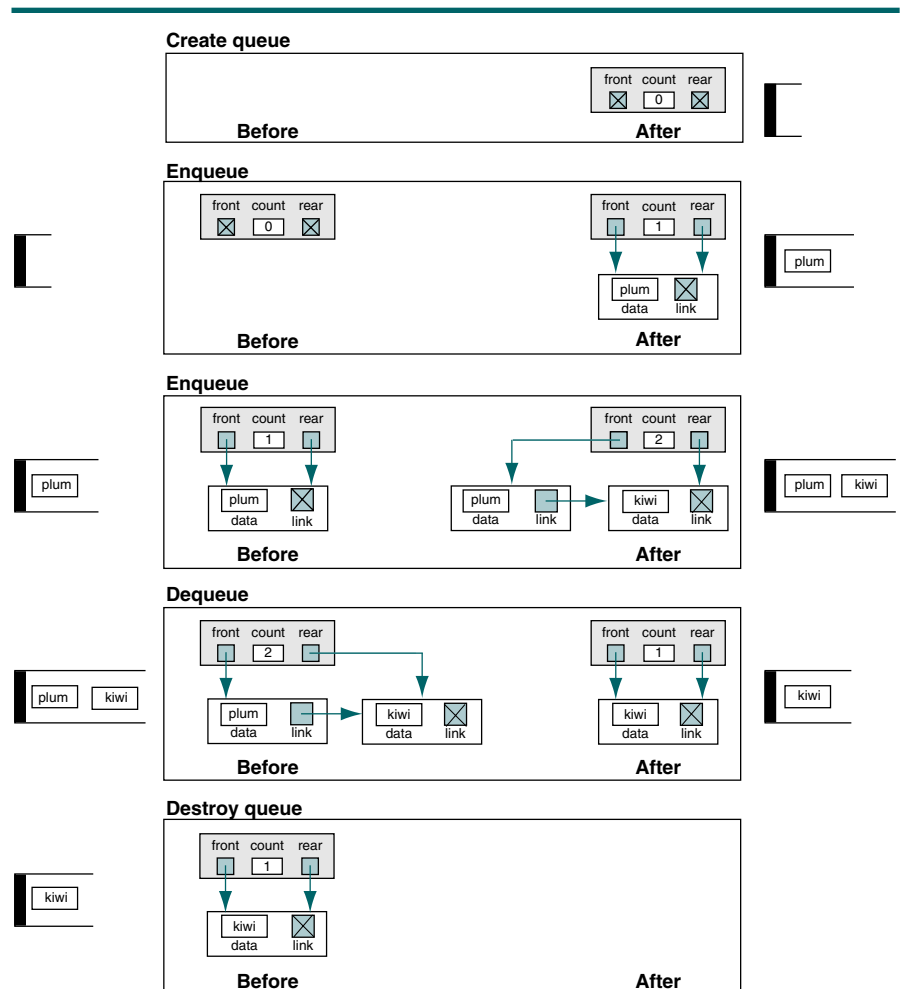 Create queue
front count rear
0
Before After
Enqueue
front count rear front count rear
0 1
plum
plum
data link
Before After
Enqueue
front count rear front count rear
1 2
plum plum kiwi
plum plum kiwi
data link data link data link
Before After
Dequeue
front count rear front count rear
2 1
plum kiwi kiwi
plum kiwi kiwi
data link data link data link
Before After
Destroy queue
front count rear
1
kiwi
kiwi
data link
Before After